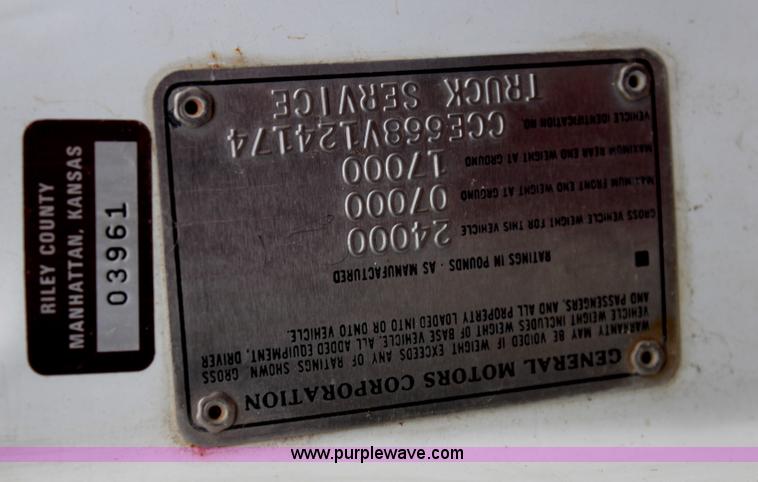 GENERAL MOTORS CORPORATION
WARRANTY MAY BE VOIDED IF WEIGHT EXCEEDS ANY OF RATINGS SHOWN. GROSS
VEHICLE WEIGHT INCLUDES WEIGHT OF BASE VEHICLE, ALL ADDED EQUIPMENT, DRIVER
AND PASSENGERS, AND ALL PROPERTY LOADED INTO OR ONTO VEHICLE.
RATINGS IN POUNDS - AS MANUFACTURED
GROSS VEHICLE WEIGHT FOR THIS VEHICLE 24000
MAXIMUM FRONT END WEIGHT AT GROUND 07000
MAXIMUM REAR END WEIGHT AT GROUND 17000
VEHICLE IDENTIFICATION NO. CCE668V124174
TRUCK SERVICE
RILEY COUNTY
MANHATTAN, KANSAS
03961
www.purplewave.com